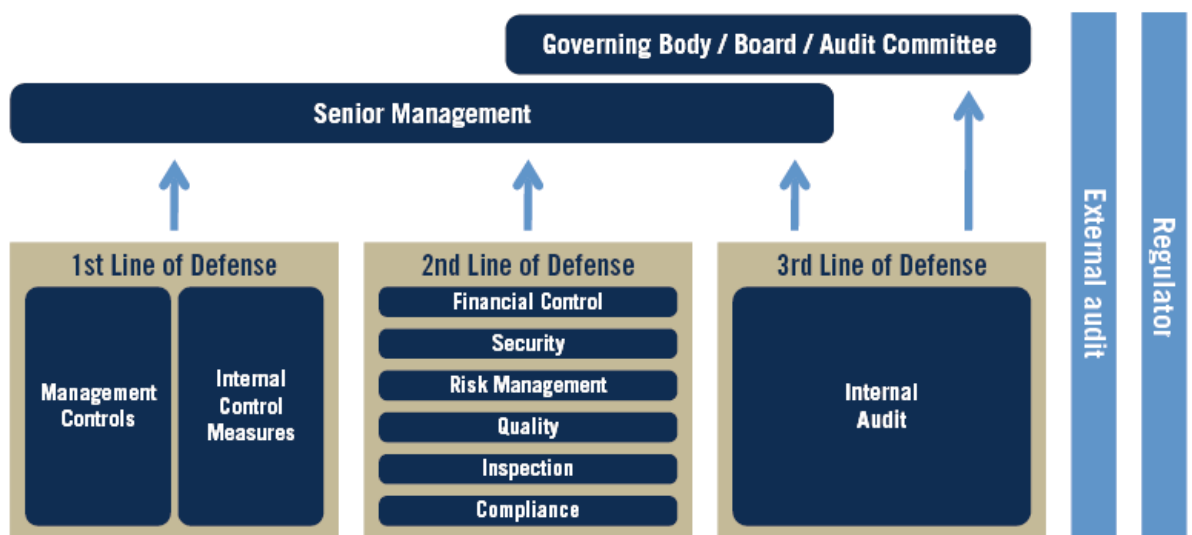 Governing Body / Board / Audit Committee
Senior Management
1st Line of Defense
Management
Controls
Internal
Control
Measures
2nd Line of Defense
Financial Control
Security
Risk Management
Quality
Inspection
Compliance
3rd Line of Defense
Internal
Audit
External audit
Regulator